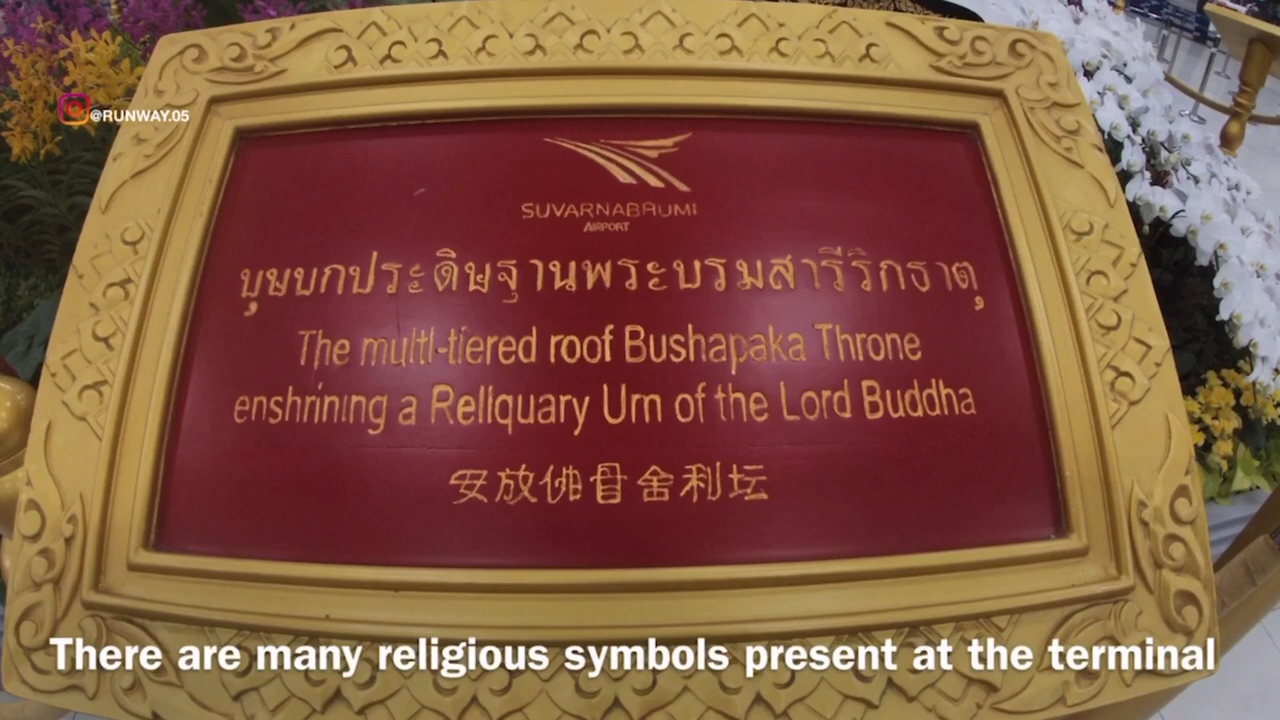 @RUNWAY.05
SUVARNABHUMI
AIRPORT
บุษบกประดิษฐานพระบรมสารีริกธาตุ
The multi-tiered roof Bushapaka Throne
enshrining a Reliquary Urn of the Lord Buddha
安放佛骨舍利坛
There are many religious symbols present at the terminal